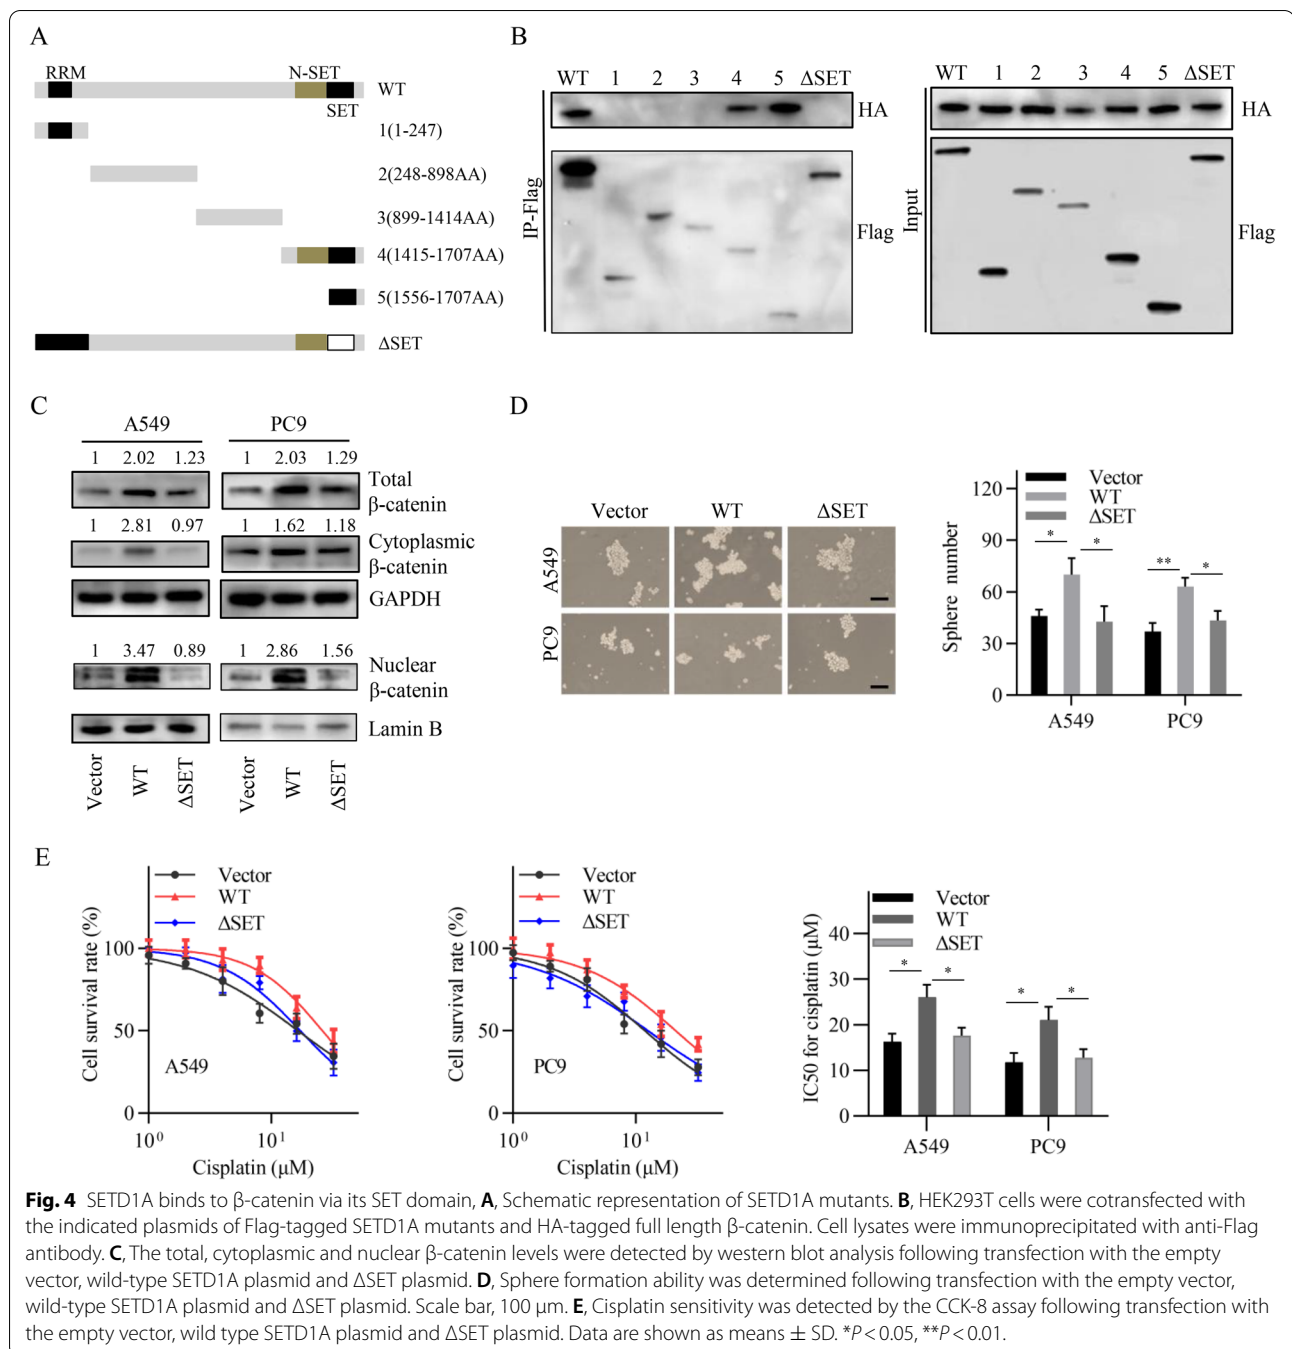 A
RRM N-SET
WT
SET
1(1-247)
2(248-898AA)
3(899-1414AA)
4(1415-1707AA)
5(1556-1707AA)
ΔSET
B
WT 1 2 3 4 5 ΔSET
HA
IP-Flag
Flag
WT 1 2 3 4 5 ΔSET
HA
Input
Flag
C
A549 PC9
1 2.02 1.23 1 2.03 1.29
Total
β-catenin
1 2.81 0.97 1 1.62 1.18
Cytoplasmic
β-catenin
GAPDH
1 3.47 0.89 1 2.86 1.56
Nuclear
β-catenin
Lamin B
Vector WT ΔSET Vector WT ΔSET
D
Vector WT ΔSET
A549
PC9
Vector
WT
ΔSET
Sphere number
120
90
60
30
0
* * ** *
A549 PC9
E
Vector
WT
ΔSET
Cell survival rate (%)
100
50
0
A549
10⁰ 10¹
Cisplatin (μM)
Vector
WT
ΔSET
Cell survival rate (%)
100
50
0
PC9
10⁰ 10¹
Cisplatin (μM)
Vector
WT
ΔSET
IC50 for cisplatin (μM)
40
30
20
10
0
* * * *
A549 PC9
Fig. 4 SETD1A binds to β-catenin via its SET domain, A, Schematic representation of SETD1A mutants. B, HEK293T cells were cotransfected with
the indicated plasmids of Flag-tagged SETD1A mutants and HA-tagged full length β-catenin. Cell lysates were immunoprecipitated with anti-Flag
antibody. C, The total, cytoplasmic and nuclear β-catenin levels were detected by western blot analysis following transfection with the empty
vector, wild-type SETD1A plasmid and ΔSET plasmid. D, Sphere formation ability was determined following transfection with the empty vector,
wild-type SETD1A plasmid and ΔSET plasmid. Scale bar, 100 μm. E, Cisplatin sensitivity was detected by the CCK-8 assay following transfection with
the empty vector, wild type SETD1A plasmid and ΔSET plasmid. Data are shown as means ± SD. *P < 0.05, **P < 0.01.